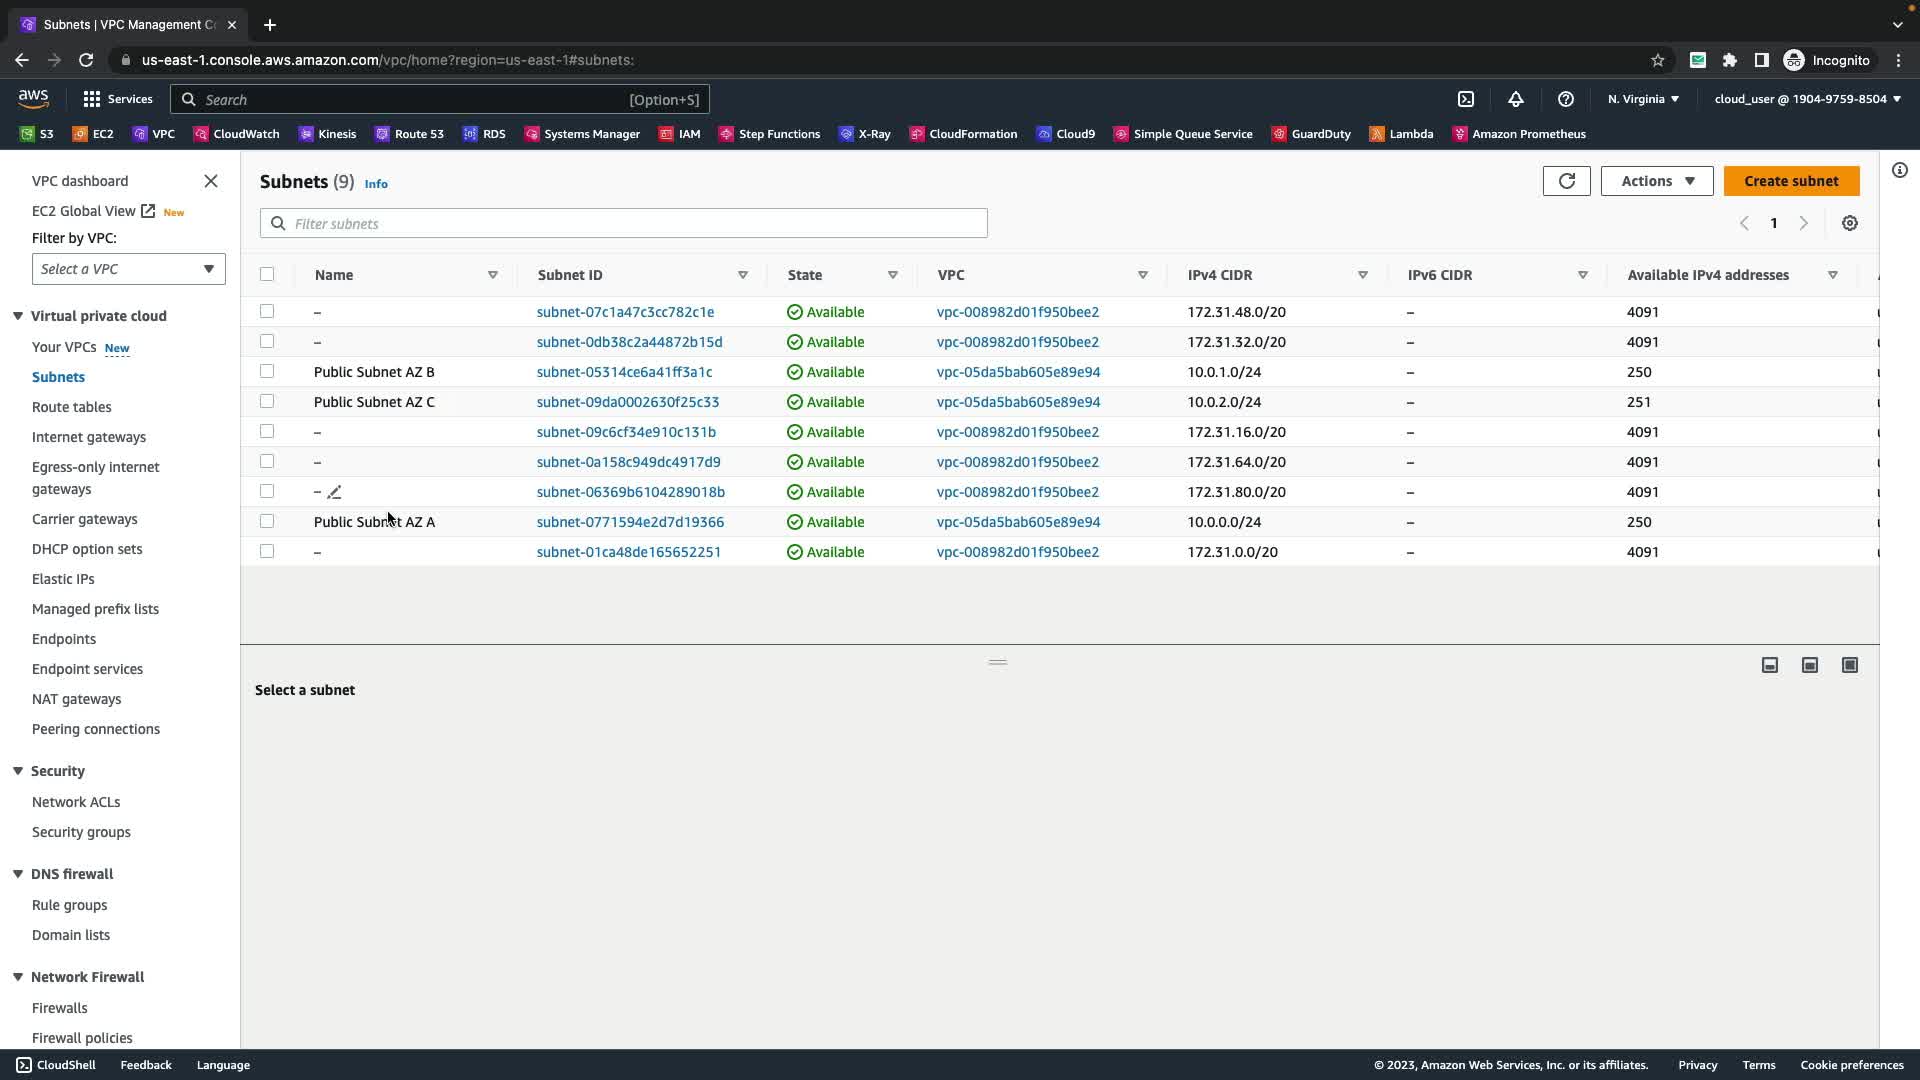 Subnets | VPC Management Co
us-east-1.console.aws.amazon.com/vpc/home?region=us-east-1#subnets:
Incognito
aws
Services
Search
[Option+S]
N. Virginia
cloud_user @ 1904-9759-8504
S3 EC2 VPC CloudWatch Kinesis Route 53 RDS Systems Manager IAM Step Functions X-Ray CloudFormation Cloud9 Simple Queue Service GuardDuty Lambda Amazon Prometheus
VPC dashboard
EC2 Global View New
Filter by VPC:
Select a VPC
Virtual private cloud
Your VPCs New
Subnets
Route tables
Internet gateways
Egress-only internet
gateways
Carrier gateways
DHCP option sets
Elastic IPs
Managed prefix lists
Endpoints
Endpoint services
NAT gateways
Peering connections
Security
Network ACLs
Security groups
DNS firewall
Rule groups
Domain lists
Network Firewall
Firewalls
Firewall policies
Subnets (9) Info
Actions
Create subnet
Filter subnets
1
Name Subnet ID State VPC IPv4 CIDR IPv6 CIDR Available IPv4 addresses
– subnet-07c1a47c3cc782c1e Available vpc-008982d01f950bee2 172.31.48.0/20 – 4091
– subnet-0db38c2a44872b15d Available vpc-008982d01f950bee2 172.31.32.0/20 – 4091
Public Subnet AZ B subnet-05314ce6a41ff3a1c Available vpc-05da5bab605e89e94 10.0.1.0/24 – 250
Public Subnet AZ C subnet-09da0002630f25c33 Available vpc-05da5bab605e89e94 10.0.2.0/24 – 251
– subnet-09c6cf34e910c131b Available vpc-008982d01f950bee2 172.31.16.0/20 – 4091
– subnet-0a158c949dc4917d9 Available vpc-008982d01f950bee2 172.31.64.0/20 – 4091
– subnet-06369b6104289018b Available vpc-008982d01f950bee2 172.31.80.0/20 – 4091
Public Subnet AZ A subnet-0771594e2d7d19366 Available vpc-05da5bab605e89e94 10.0.0.0/24 – 250
– subnet-01ca48de165652251 Available vpc-008982d01f950bee2 172.31.0.0/20 – 4091
Select a subnet
CloudShell Feedback Language
© 2023, Amazon Web Services, Inc. or its affiliates. Privacy Terms Cookie preferences